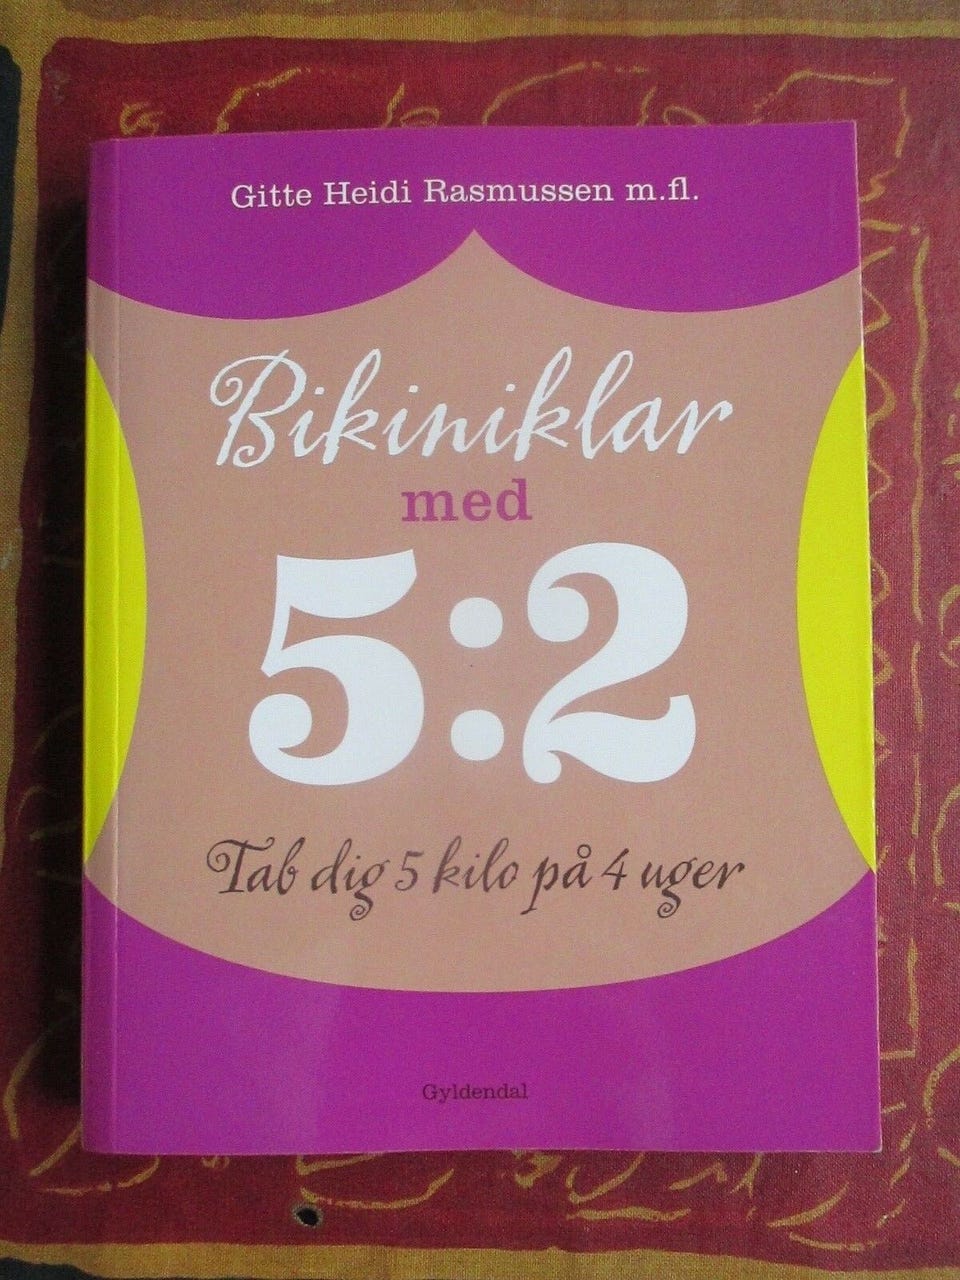 Gitte Heidi Rasmussen m.fl.
Bikiniklar
med
5:2
Tab dig 5 kilo på 4 uger
Gyldendal